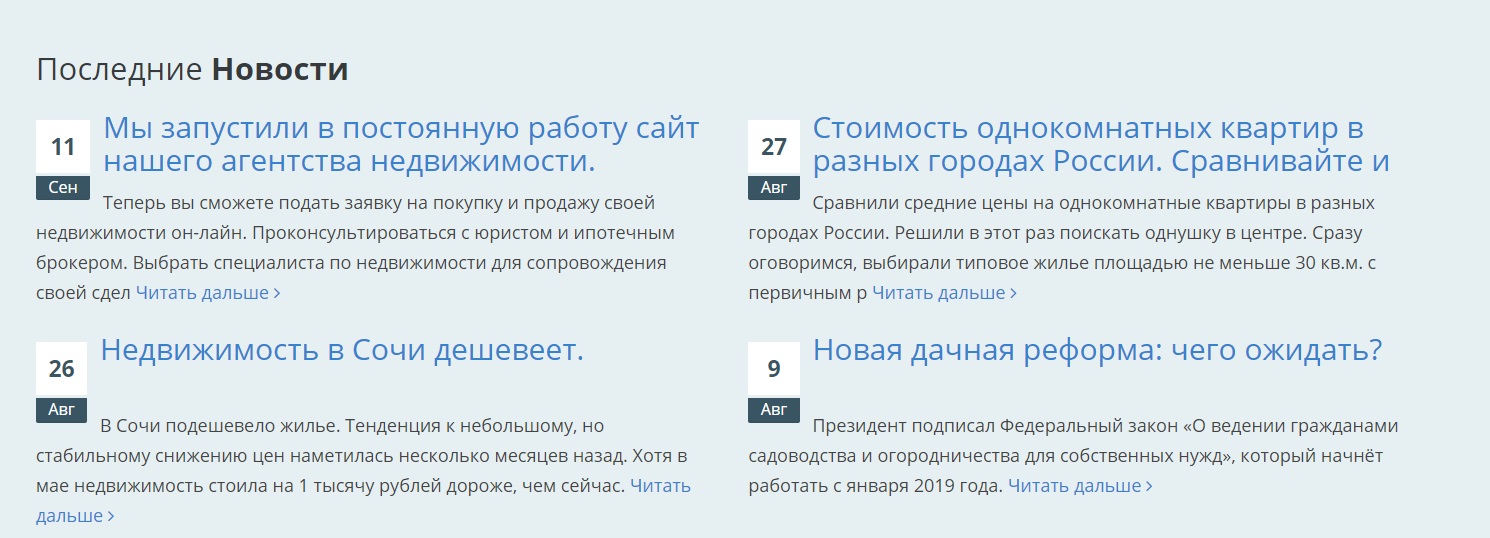 Последние Новости
11
Сен
Мы запустили в постоянную работу сайт
нашего агентства недвижимости.
Теперь вы сможете подать заявку на покупку и продажу своей
недвижимости он-лайн. Проконсультироваться с юристом и ипотечным
брокером. Выбрать специалиста по недвижимости для сопровождения
своей сдел Читать дальше >
27
Авг
Стоимость однокомнатных квартир в
разных городах России. Сравнивайте и
Сравнили средние цены на однокомнатные квартиры в разных
городах России. Решили в этот раз поискать однушку в центре. Сразу
оговоримся, выбирали типовое жилье площадью не меньше 30 кв.м. с
первичным р Читать дальше >
26
Авг
Недвижимость в Сочи дешевеет.
В Сочи подешевело жилье. Тенденция к небольшому, но
стабильному снижению цен наметилась несколько месяцев назад. Хотя в
мае недвижимость стоила на 1 тысячу рублей дороже, чем сейчас. Читать
дальше >
9
Авг
Новая дачная реформа: чего ожидать?
Президент подписал Федеральный закон «О ведении гражданами
садоводства и огородничества для собственных нужд», который начнёт
работать с января 2019 года. Читать дальше >